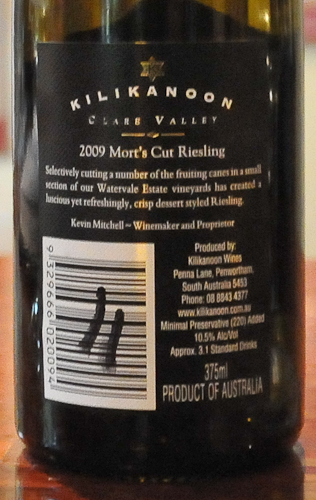 KILIKANOON
CLARE VALLEY
2009 Mort's Cut Riesling
Selectively cutting a number of the fruiting canes in a small
section of our Watervale Estate vineyards has created a
luscious yet refreshingly, crisp dessert styled Riesling.
Kevin Mitchell ~ Winemaker and Proprietor
Produced by:
Kilikanoon Wines
Penna Lane, Penwortham,
South Australia 5453
Phone: 08 8843 4377
www.kilikanoon.com.au
Minimal Preservative (220) Added
10.5% Alc/Vol
Approx. 3.1 Standard Drinks
375ml
PRODUCT OF AUSTRALIA
9 329666 020094